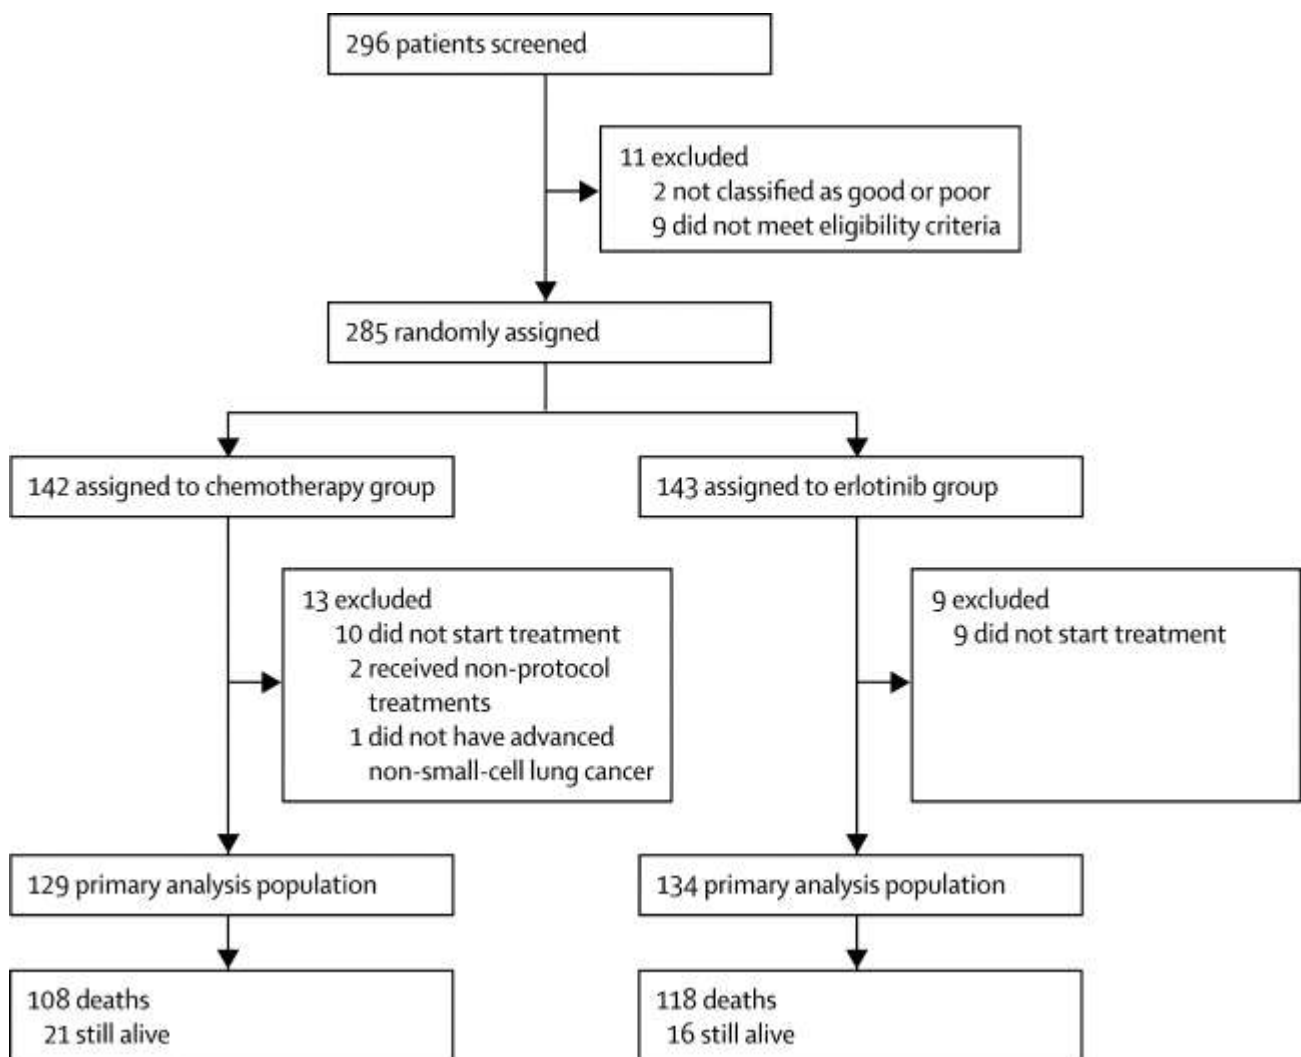 296 patients screened
11 excluded
2 not classified as good or poor
9 did not meet eligibility criteria
285 randomly assigned
142 assigned to chemotherapy group
143 assigned to erlotinib group
13 excluded
10 did not start treatment
2 received non-protocol
treatments
1 did not have advanced
non-small-cell lung cancer
9 excluded
9 did not start treatment
129 primary analysis population
134 primary analysis population
108 deaths
21 still alive
118 deaths
16 still alive